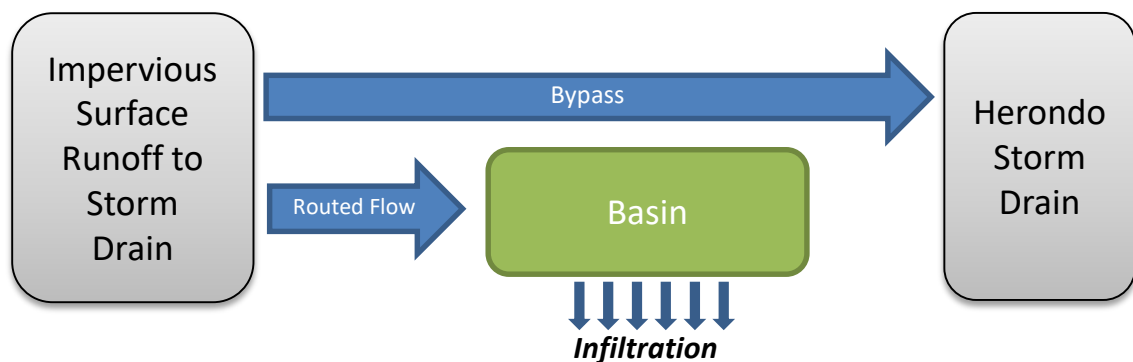 Impervious
Surface
Runoff to
Storm
Drain
Bypass
Routed Flow
Basin
Infiltration
Herondo
Storm
Drain